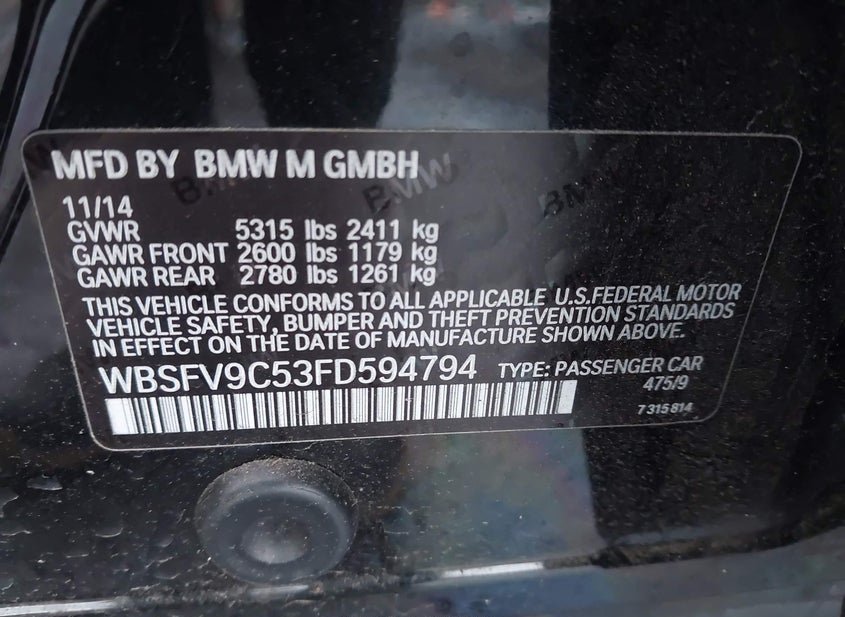 MFD BY BMW M GMBH
11/14
GVWR 5315 lbs 2411 kg
GAWR FRONT 2600 lbs 1179 kg
GAWR REAR 2780 lbs 1261 kg
THIS VEHICLE CONFORMS TO ALL APPLICABLE U.S.FEDERAL MOTOR
VEHICLE SAFETY, BUMPER AND THEFT PREVENTION STANDARDS
IN EFFECT ON THE DATE OF MANUFACTURE SHOWN ABOVE.
WBSFV9C53FD594794 TYPE: PASSENGER CAR
475/9
7 315 814